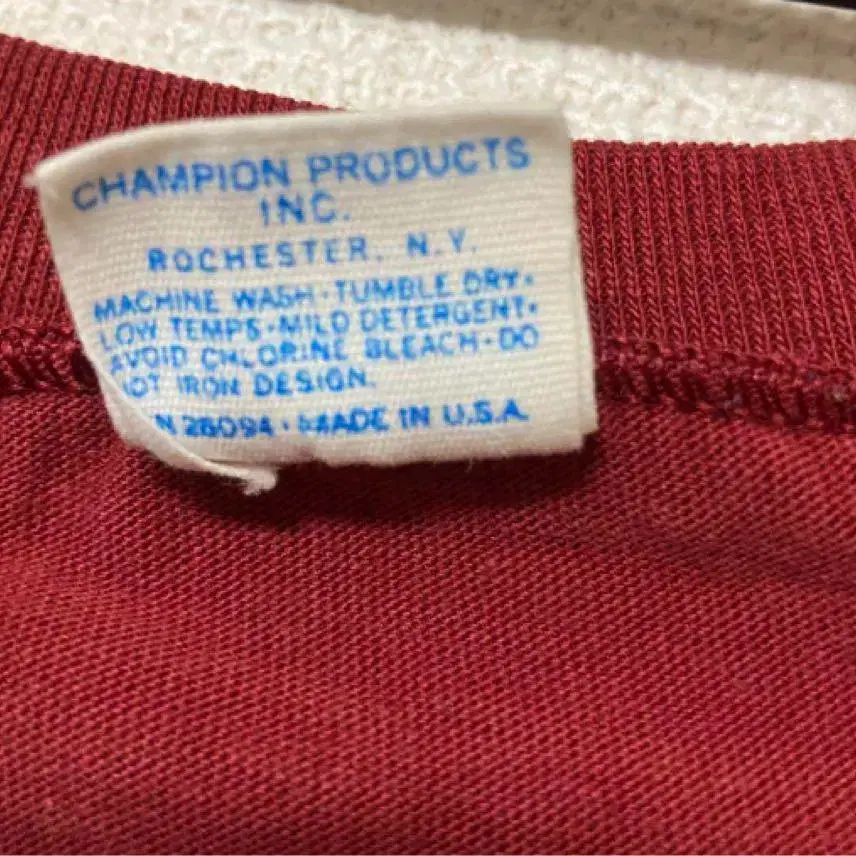 CHAMPION PRODUCTS
INC.
ROCHESTER, N.Y.
MACHINE WASH·TUMBLE DRY·
LOW TEMPS·MILD DETERGENT·
AVOID CHLORINE BLEACH·DO
NOT IRON DESIGN.
N 26094·MADE IN U.S.A.